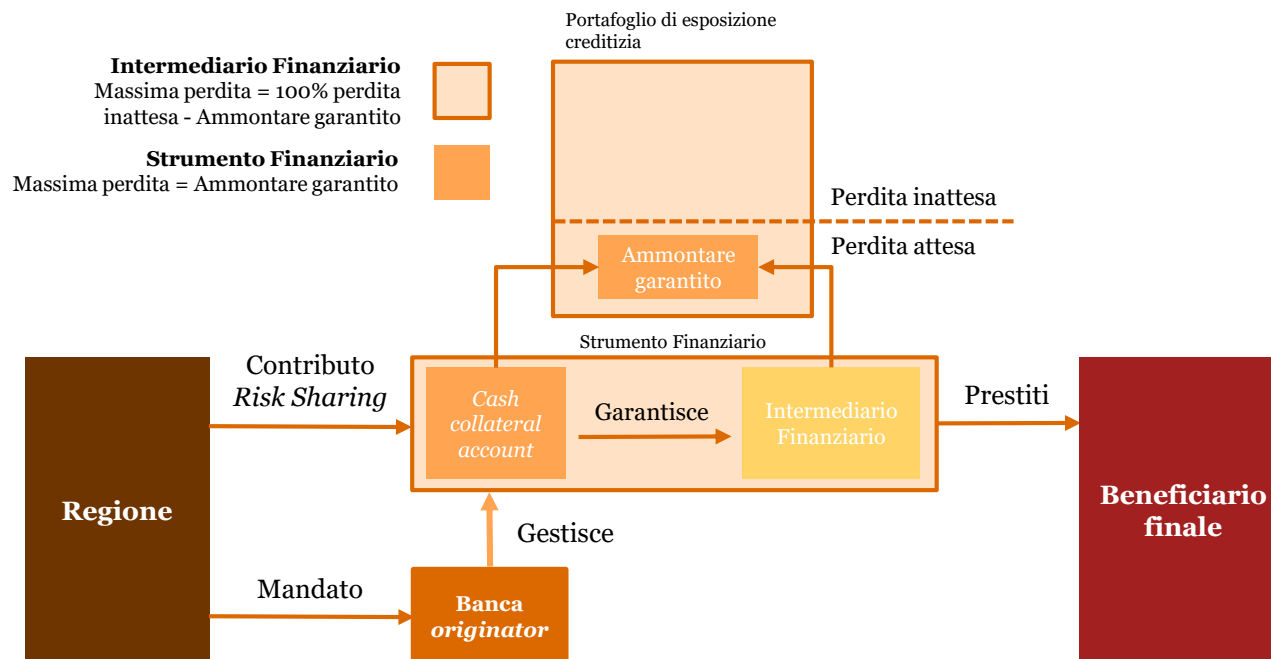 Portafoglio di esposizione
creditizia
Intermediario Finanziario
Massima perdita = 100% perdita
inattesa - Ammontare garantito
Strumento Finanziario
Massima perdita = Ammontare garantito
Perdita inattesa
Perdita attesa
Ammontare
garantito
Strumento Finanziario
Contributo
Risk Sharing
Cash
collateral
account
Garantisce
Intermediario
Finanziario
Prestiti
Regione
Beneficiario
finale
Gestisce
Mandato
Banca
originator